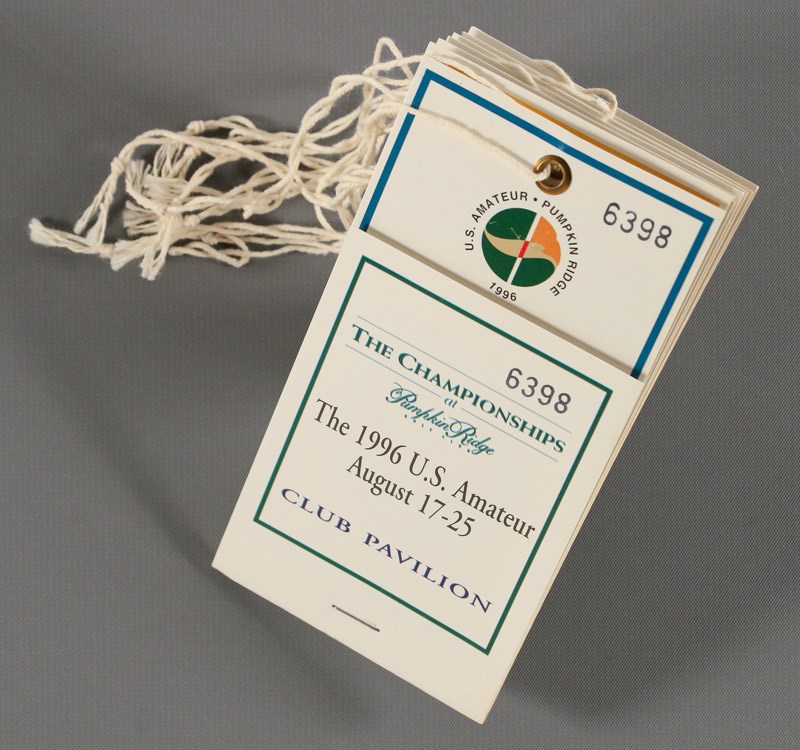 6398
U.S. AMATEUR • PUMPKIN RIDGE
1996
6398
THE CHAMPIONSHIPS
at
Pumpkin Ridge
The 1996 U.S. Amateur
August 17-25
CLUB PAVILION